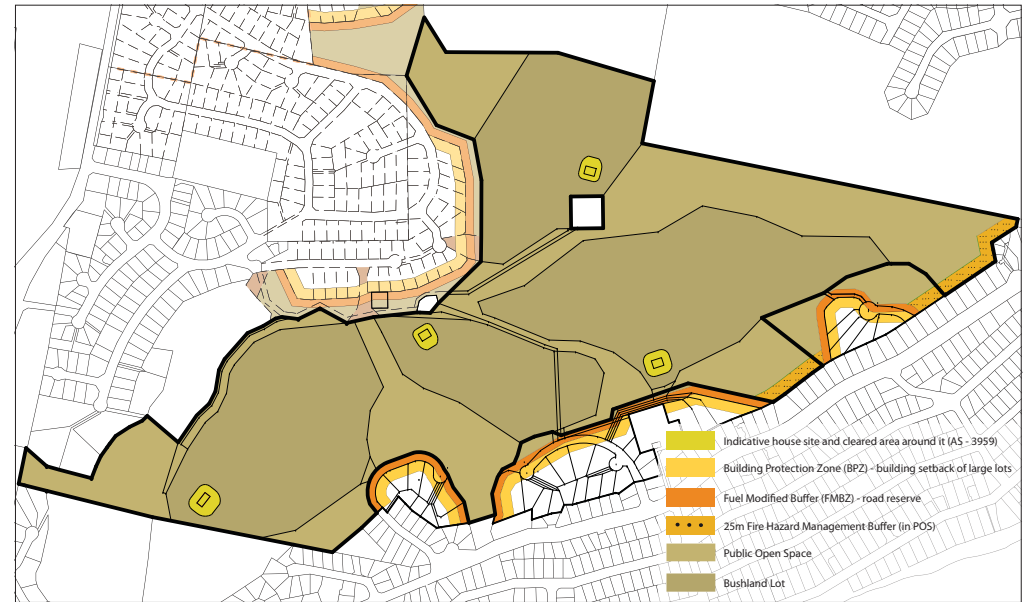 Indicative house site and cleared area around it (AS - 3959)
Building Protection Zone (BPZ) - building setback of large lots
Fuel Modified Buffer (FMBZ) - road reserve
25m Fire Hazard Management Buffer (in POS)
Public Open Space
Bushland Lot